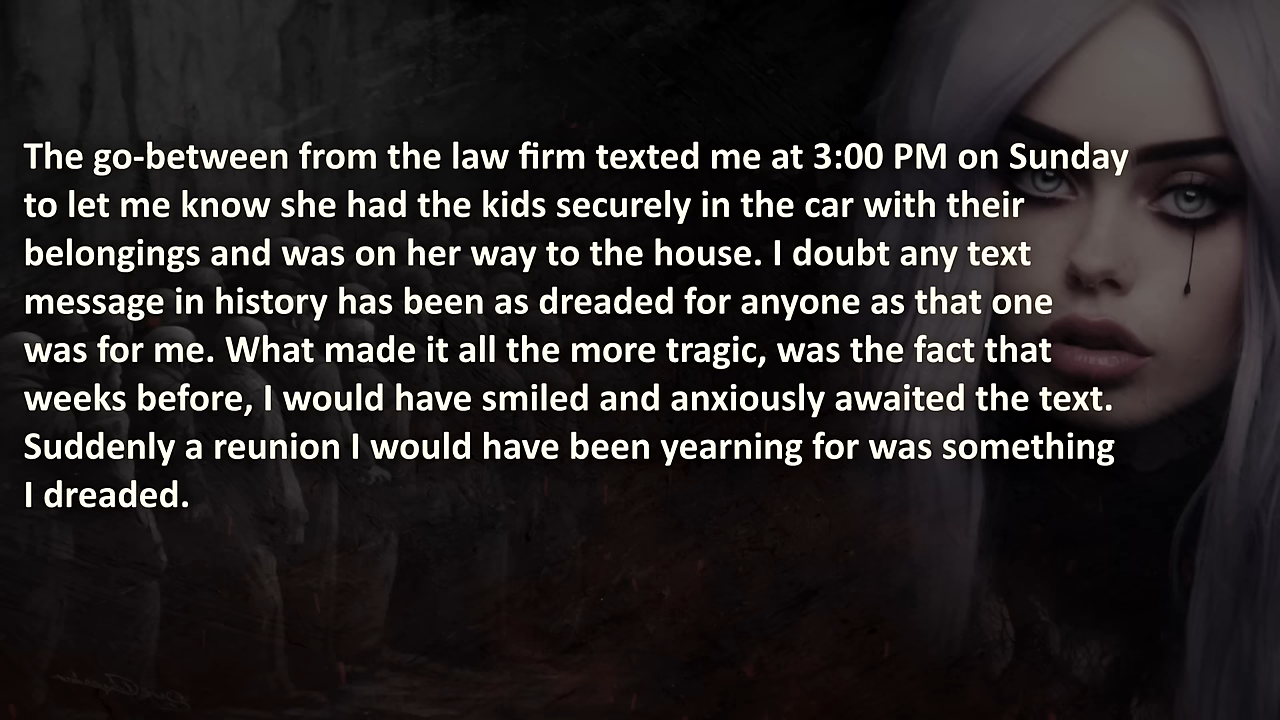 The go-between from the law firm texted me at 3:00 PM on Sunday
to let me know she had the kids securely in the car with their
belongings and was on her way to the house. I doubt any text
message in history has been as dreaded for anyone as that one
was for me. What made it all the more tragic, was the fact that
weeks before, I would have smiled and anxiously awaited the text.
Suddenly a reunion I would have been yearning for was something
I dreaded.